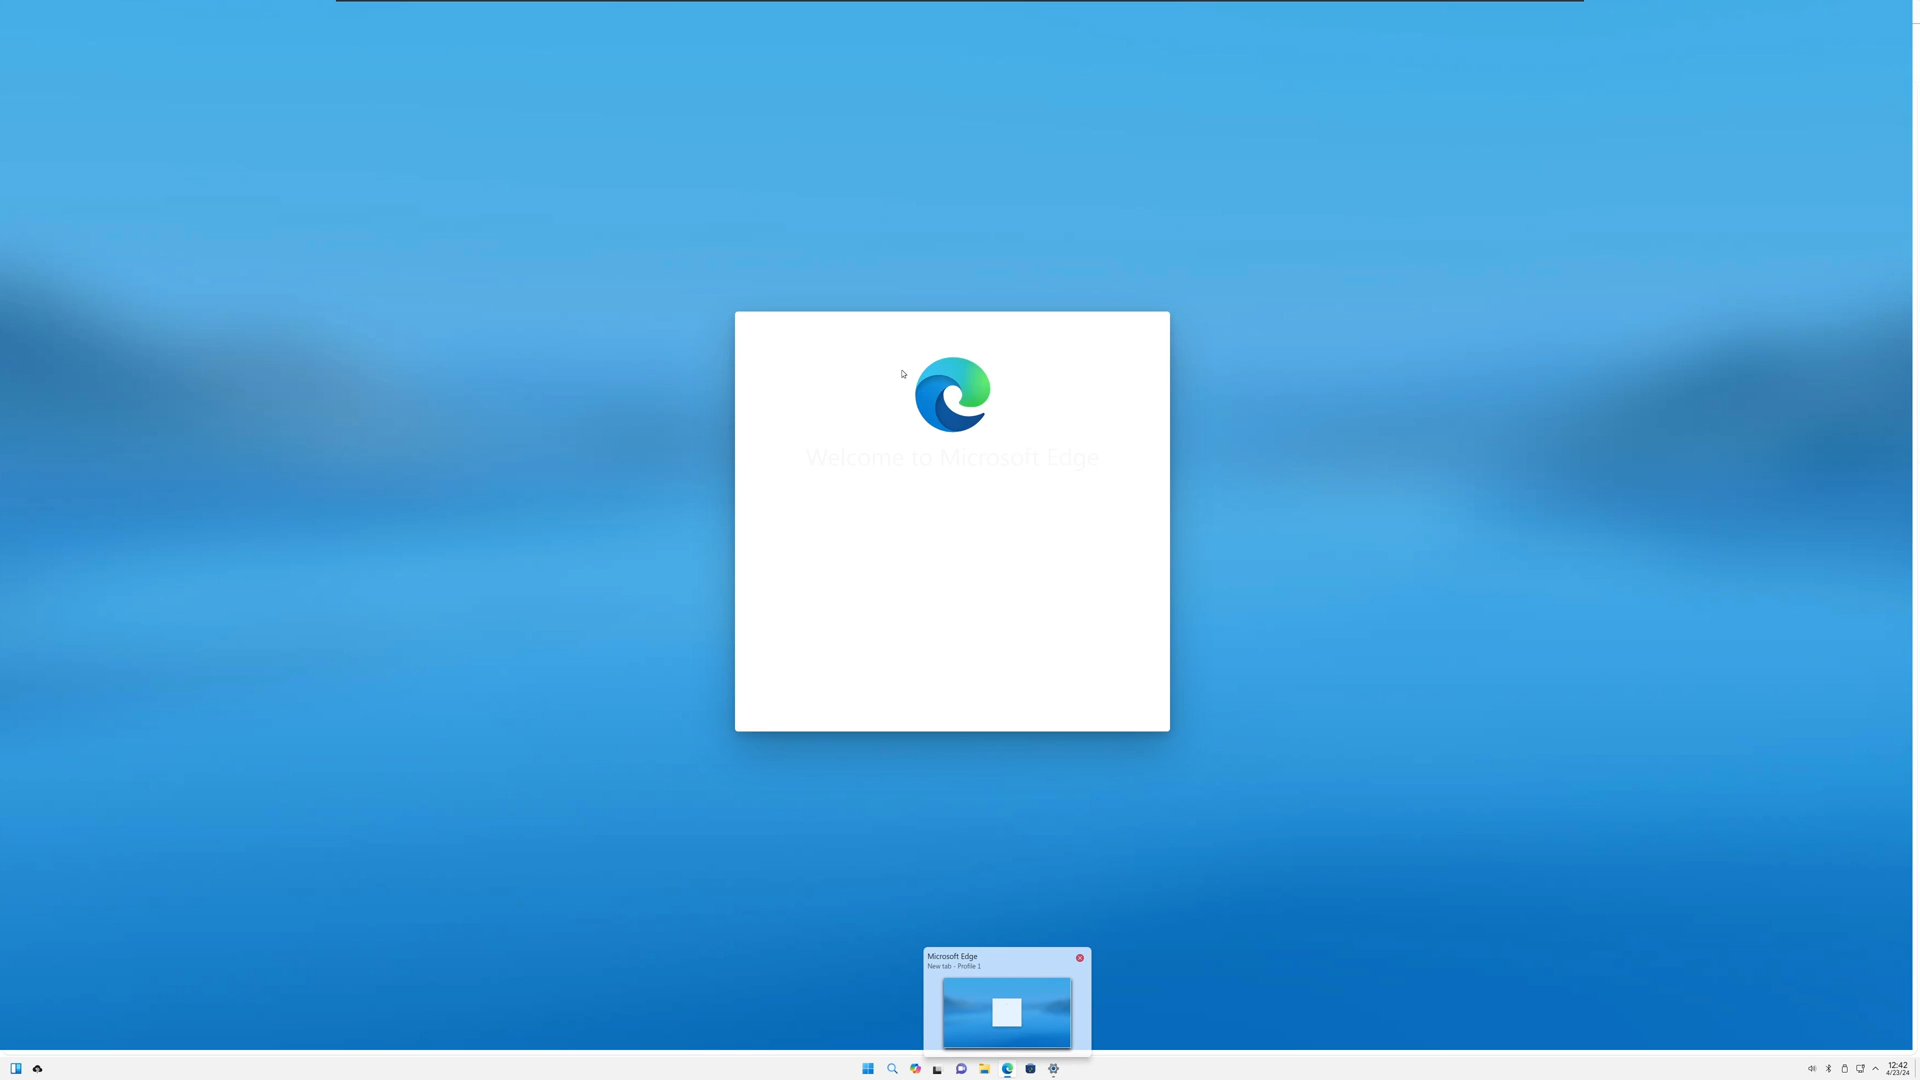 Welcome to Microsoft Edge
Microsoft Edge
New tab - Profile 1
12:42
4/23/24